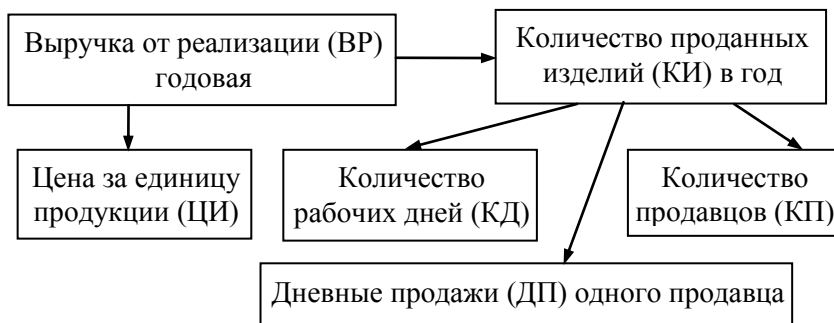 Выручка от реализации (ВР)
годовая
Количество проданных
изделий (КИ) в год
Цена за единицу
продукции (ЦИ)
Количество
рабочих дней (КД)
Количество
продавцов (КП)
Дневные продажи (ДП) одного продавца